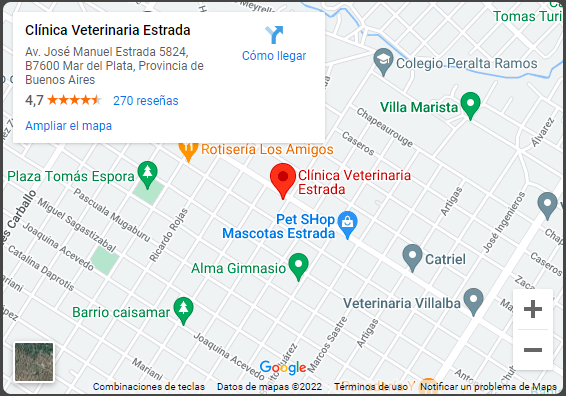 Clínica Veterinaria Estrada
Av. José Manuel Estrada 5824,
B7600 Mar del Plata, Provincia de
Buenos Aires
4,7
270 reseñas
Ampliar el mapa
Cómo llegar
Ca
Tomas Turi
Colegio Peralta Ramos
Villa Marista
Chapeaurouge
Caseros
Alvarez
Rotisería Los Amigos
Plaza Tomás Espora
Clínica Veterinaria
Estrada
Pascuala Mugaburu
Miguel Sagastizabal
Joaquina Acevedo
Catalina Daprotis
es Carballo
Ricardo Rojas
Artigas
José Ingenieros
Pet SHop
Mascotas Estrada
Catriel
Caseros
Alma Gimnasio
Veterinaria Villalba
Barrio caisamar
Joaquina Acevedo
Marcos Sastre
Artigas
Mariani
Google
Combinaciones de teclas
Datos de mapas ©2022
Términos de uso
Notificar un problema de Maps